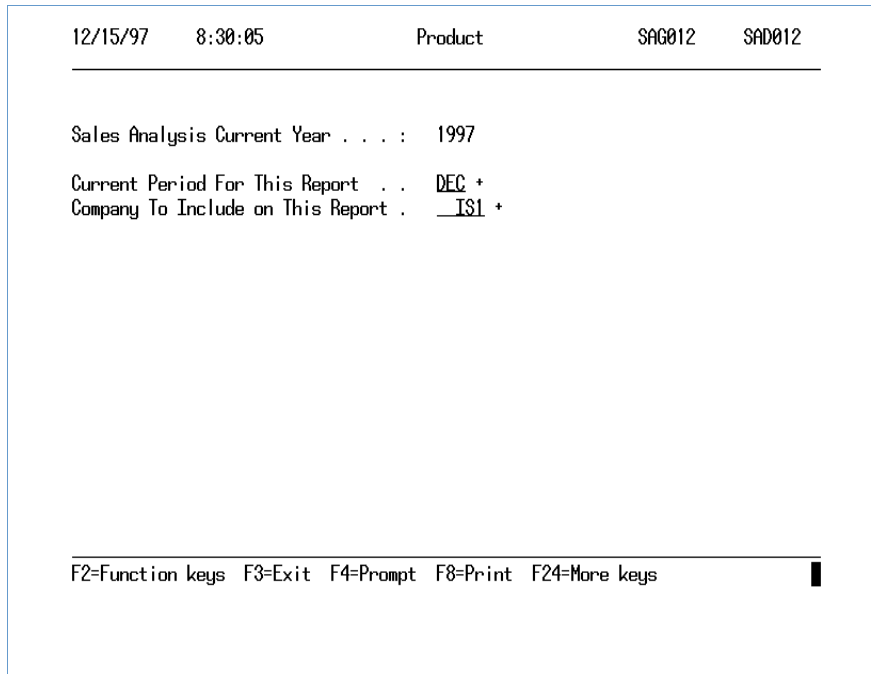 12/15/97 8:30:05 Product SAG012 SAD012
Sales Analysis Current Year . . . : 1997
Current Period For This Report . . DEC +
Company To Include on This Report . IS1 +
F2=Function keys F3=Exit F4=Prompt F8=Print F24=More keys